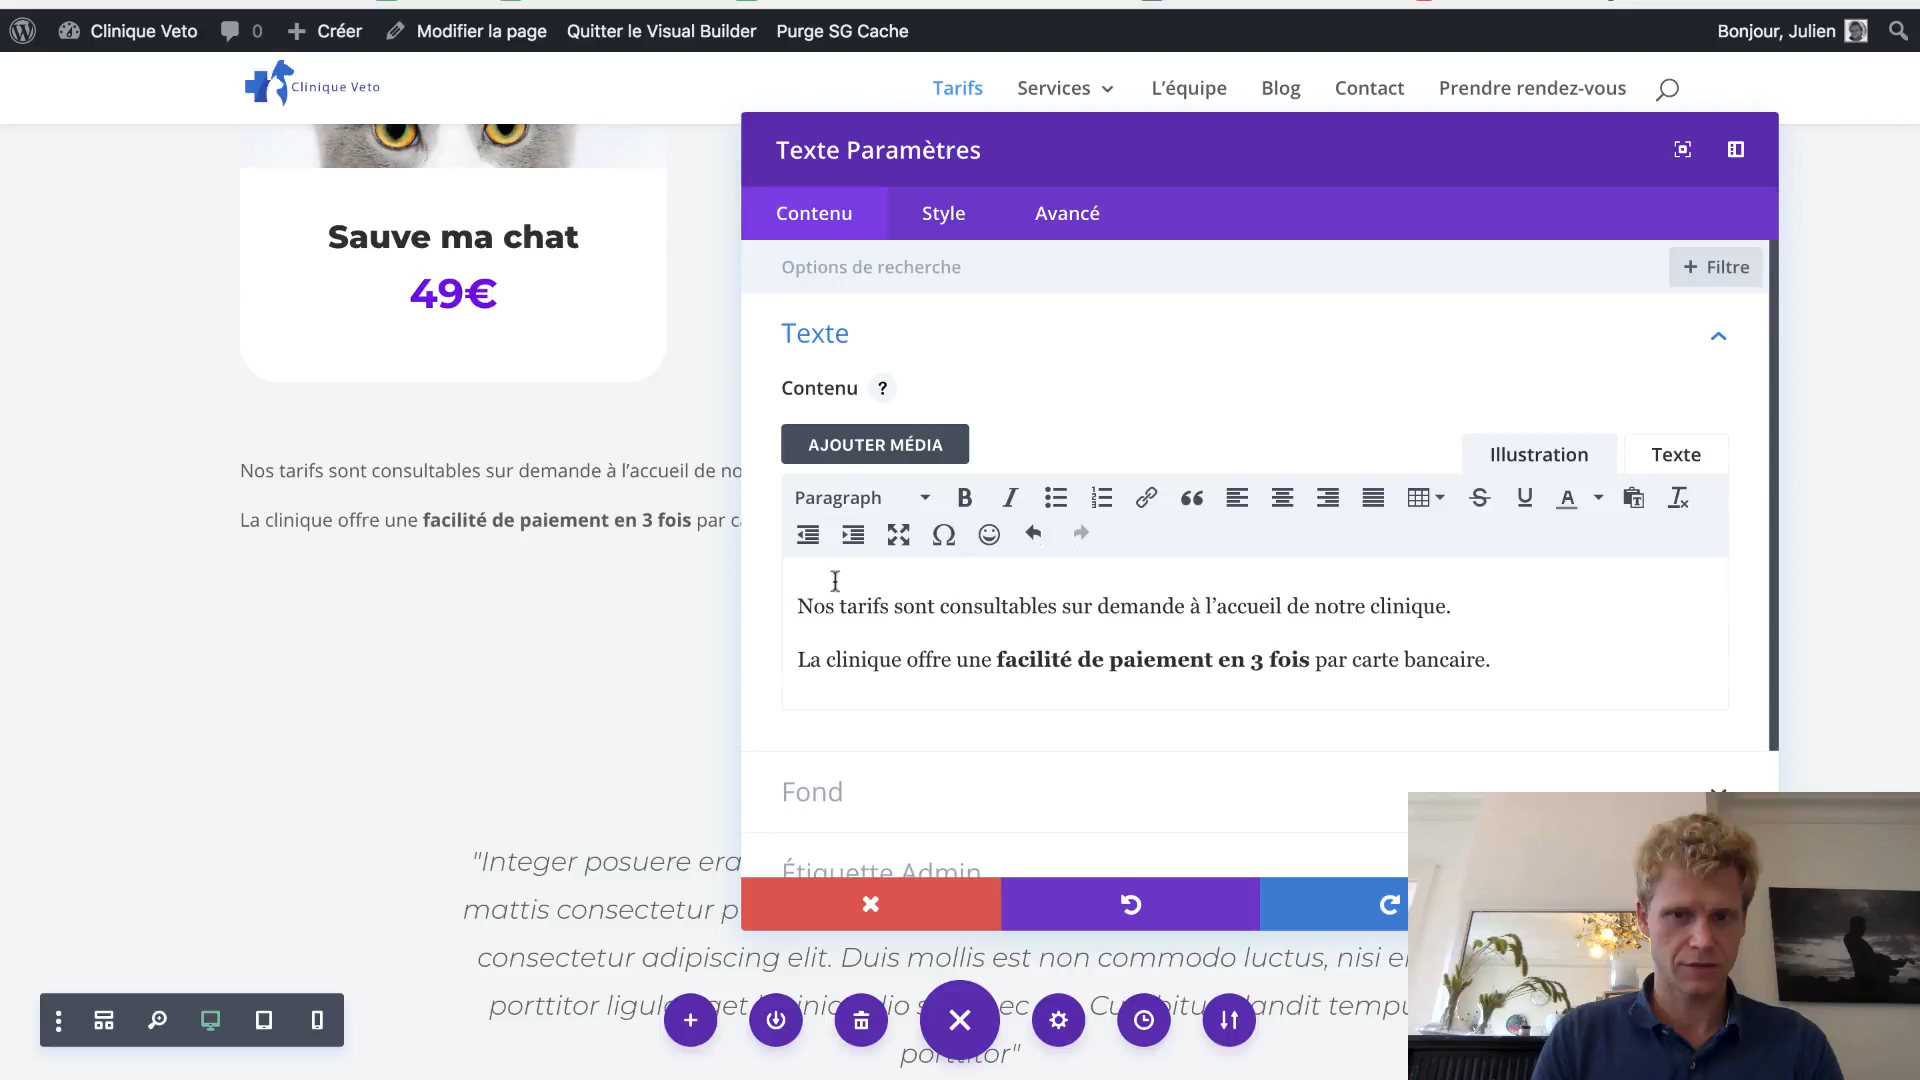 Clinique Veto
0
Créer
Modifier la page
Quitter le Visual Builder
Purge SG Cache
Bonjour, Julien
Clinique Veto
Tarifs
Services
L’équipe
Blog
Contact
Prendre rendez-vous
Texte Paramètres
Contenu
Style
Avancé
Options de recherche
+ Filtre
Sauve ma chat
49€
Texte
Contenu ?
AJOUTER MÉDIA
Illustration
Texte
Paragraph
Nos tarifs sont consultables sur demande à l’accueil de no
La clinique offre une facilité de paiement en 3 fois par c
Nos tarifs sont consultables sur demande à l’accueil de notre clinique.
La clinique offre une facilité de paiement en 3 fois par carte bancaire.
Fond
Étiquette Admin
"Integer posuere era
mattis consectetur p
consectetur adipiscing elit. Duis mollis est non commodo luctus, nisi e
porttitor ligul
porttitor"